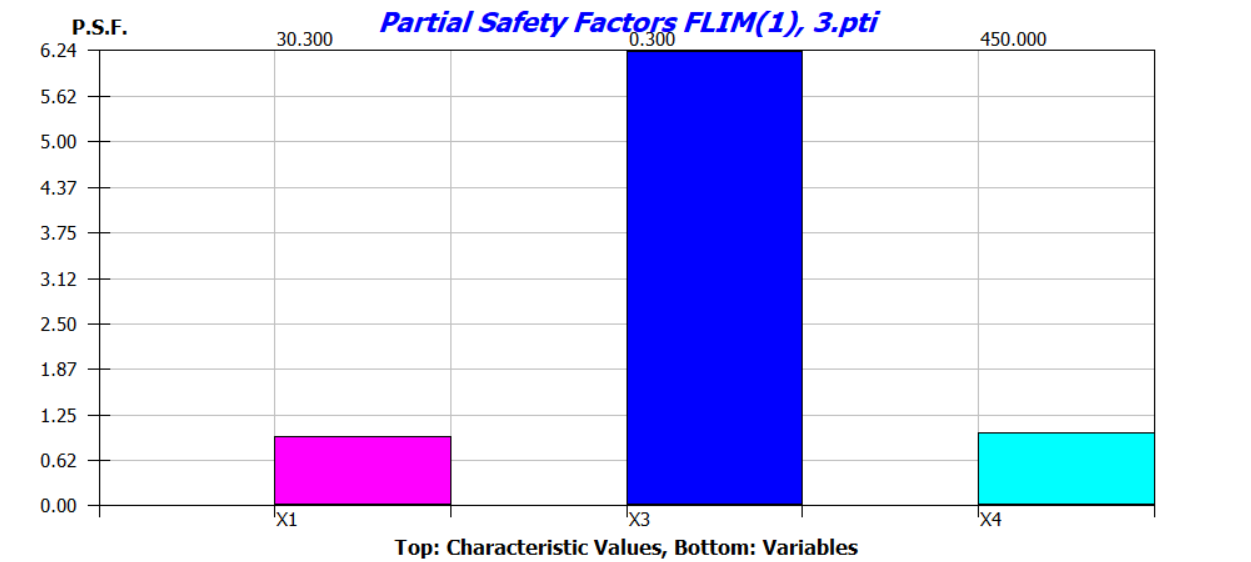 Partial Safety Factors FLIM(1), 3.pti
P.S.F.
30.300 0.300 450.000
6.24
5.62
5.00
4.37
3.75
3.12
2.50
1.87
1.25
0.62
0.00
X1 X3 X4
Top: Characteristic Values, Bottom: Variables